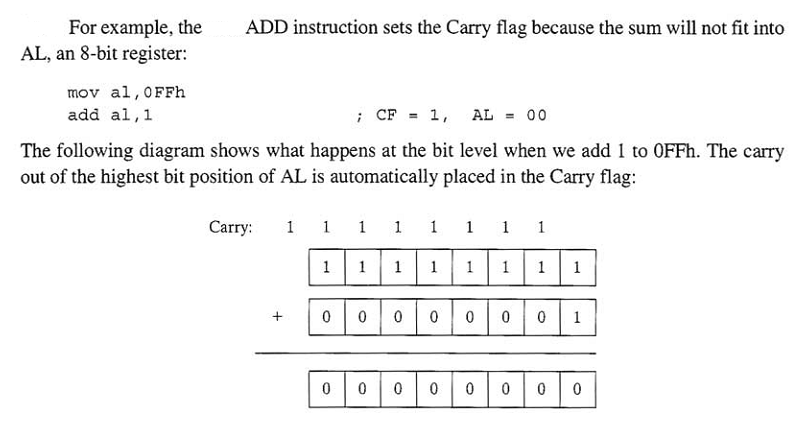 For example, the ADD instruction sets the Carry flag because the sum will not fit into
AL, an 8-bit register:
mov al,0FFh
add al,1 ; CF = 1, AL = 00
The following diagram shows what happens at the bit level when we add 1 to 0FFh. The carry
out of the highest bit position of AL is automatically placed in the Carry flag:
Carry: 1 1 1 1 1 1 1 1
1 1 1 1 1 1 1 1
+ 0 0 0 0 0 0 0 1
0 0 0 0 0 0 0 0